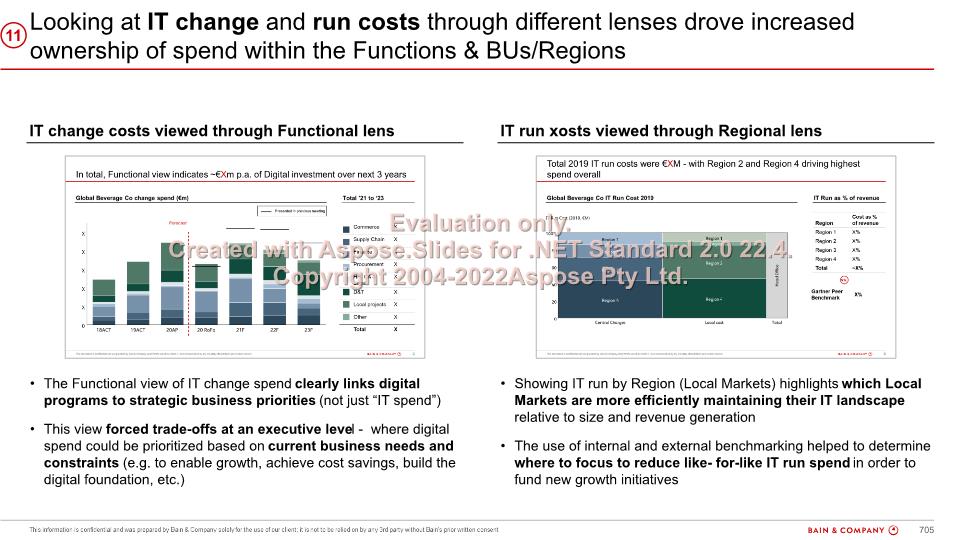 11
Looking at IT change and run costs through different lenses drove increased
ownership of spend within the Functions & BUs/Regions
IT change costs viewed through Functional lens
In total, Functional view indicates ~€Xm p.a. of Digital investment over next 3 years
Global Beverage Co change spend (€m)
Total '21 to '23
Presented in previous meeting
Forecast
X
X
X
X
X
0
18ACT
19ACT
20AP
20 RoFo
21F
22F
23F
Commerce X
Supply Chain X
Procurement
D&T X
Local projects X
Other X
Total X
BAIN & COMPANY
• The Functional view of IT change spend clearly links digital
programs to strategic business priorities (not just “IT spend”)
• This view forced trade-offs at an executive level - where digital
spend could be prioritized based on current business needs and
constraints (e.g. to enable growth, achieve cost savings, build the
digital foundation, etc.)
IT run xosts viewed through Regional lens
Total 2019 IT run costs were €XM - with Region 2 and Region 4 driving highest
spend overall
Global Beverage Co IT Run Cost 2019
IT Run as % of revenue
Region 1
Region 2
Region 4
Region 4
Head Office
20
0
Central Charges
Local cost
Total
Region
Cost as %
of revenue
Region 1 X%
Region 2 X%
Region 3 X%
Region 4 X%
Total ~X%
Gartner Peer
Benchmark
X%
BAIN & COMPANY
• Showing IT run by Region (Local Markets) highlights which Local
Markets are more efficiently maintaining their IT landscape
relative to size and revenue generation
• The use of internal and external benchmarking helped to determine
where to focus to reduce like- for-like IT run spend in order to
fund new growth initiatives
Evaluation only.
Created with Aspose.Slides for .NET Standard 2.0 22.4.
Copyright 2004-2022Aspose Pty Ltd.
This information is confidential and was prepared by Bain & Company solely for the use of our client; it is not to be relied on by any 3rd party without Bain's prior written consent
BAIN & COMPANY
705